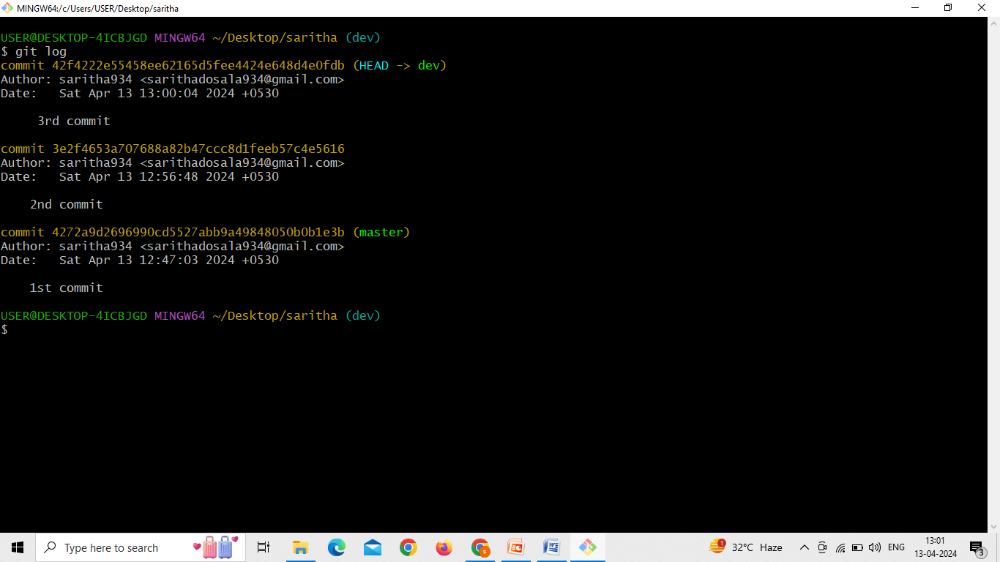 MINGW64:/c/Users/USER/Desktop/saritha
USER@DESKTOP-4ICBJGD MINGW64 ~/Desktop/saritha (dev)
$ git log
commit 42f4222e55458ee62165d5fee4424e648d4e0fdb (HEAD -> dev)
Author: saritha934 <sarithadosala934@gmail.com>
Date:   Sat Apr 13 13:00:04 2024 +0530
     3rd commit
commit 3e2f4653a707688a82b47ccc8d1feeb57c4e5616
Author: saritha934 <sarithadosala934@gmail.com>
Date:   Sat Apr 13 12:56:48 2024 +0530
    2nd commit
commit 4272a9d2696990cd5527abb9a49848050b0b1e3b (master)
Author: saritha934 <sarithadosala934@gmail.com>
Date:   Sat Apr 13 12:47:03 2024 +0530
    1st commit
USER@DESKTOP-4ICBJGD MINGW64 ~/Desktop/saritha (dev)
$
Type here to search
1
32°C Haze
ENG
13:01
13-04-2024
3